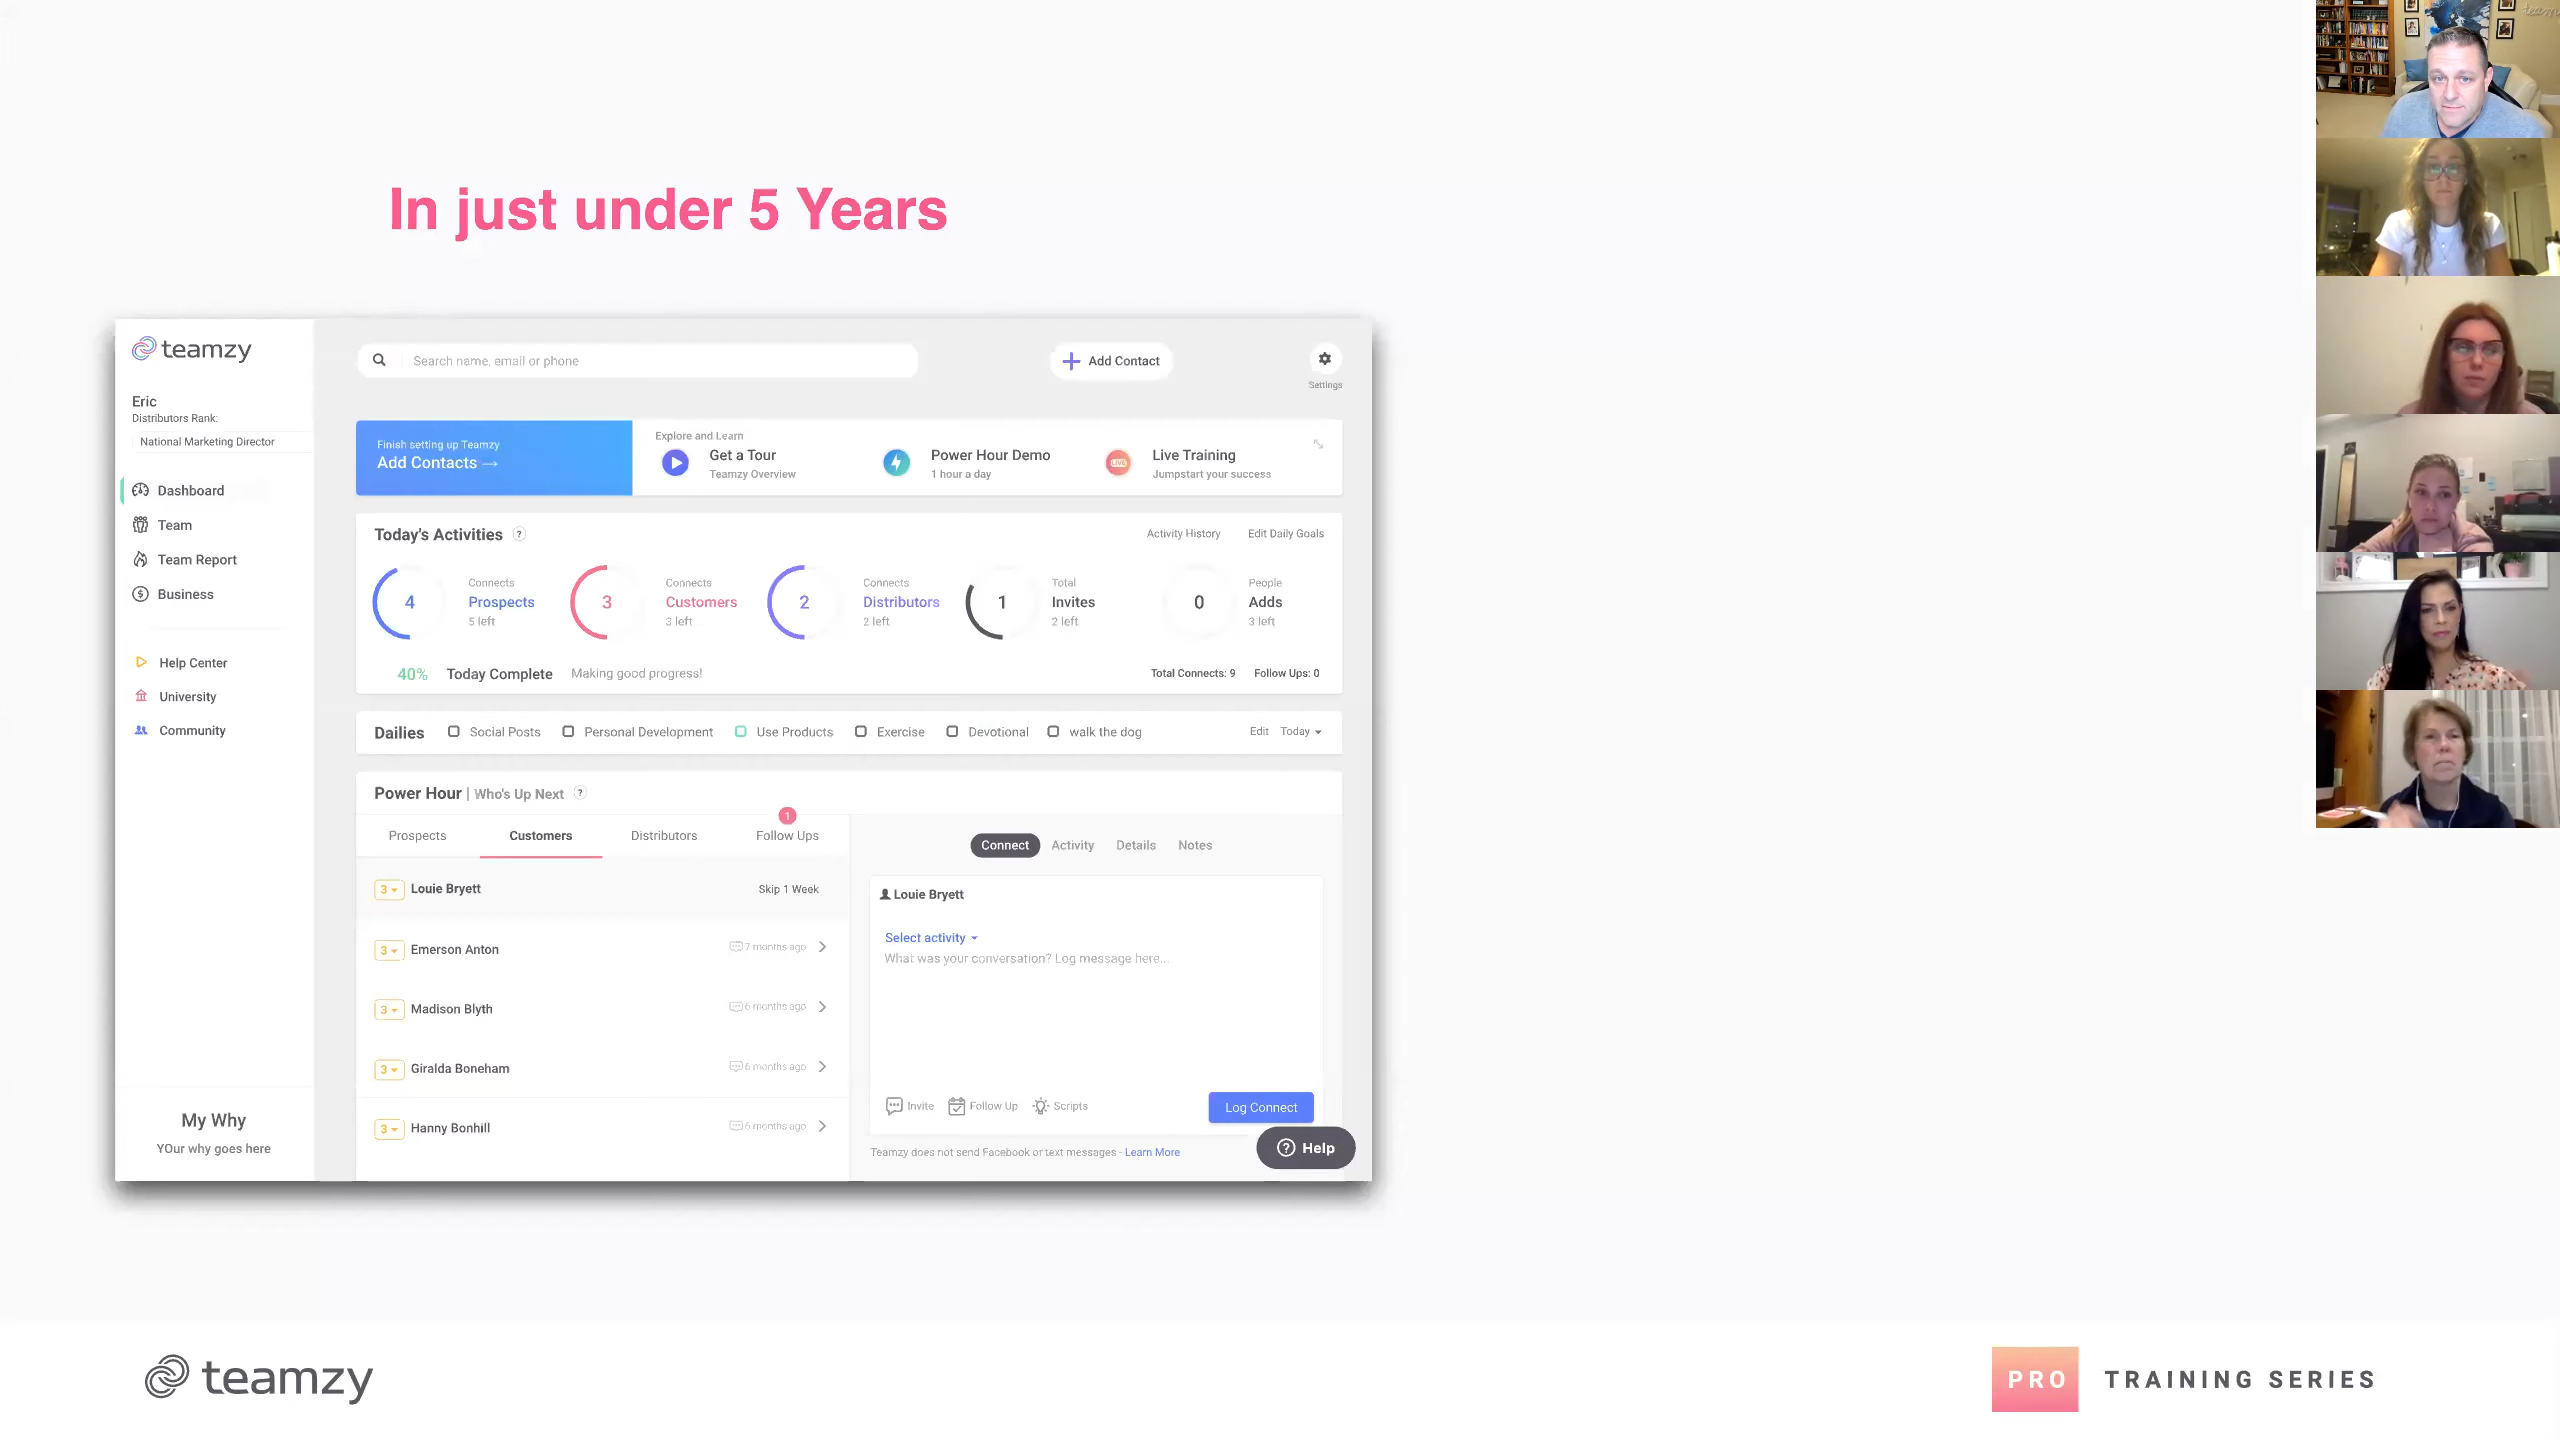 In just under 5 Years
teamzy
Eric
Distributors Rank:
National Marketing Director
Dashboard
Team
Team Report
Business
Help Center
University
Community
My Why
YOur why goes here
Search name, email or phone
Add Contact
Settings
Finish setting up Teamzy
Add Contacts →
Explore and Learn
Get a Tour
Teamzy Overview
Power Hour Demo
1 hour a day
LIVE
Live Training
Jumpstart your success
Today's Activities ?
Activity History Edit Daily Goals
4 Connects Prospects 5 left
3 Connects Customers 3 left
2 Connects Distributors 2 left
1 Total Invites 2 left
0 People Adds 3 left
40% Today Complete Making good progress!
Total Connects: 9 Follow Ups: 0
Dailies Social Posts Personal Development Use Products Exercise Devotional walk the dog Edit Today
Power Hour | Who's Up Next ?
Prospects Customers Distributors Follow Ups 1
3 Louie Bryett Skip 1 Week
3 Emerson Anton 7 months ago
3 Madison Blyth 6 months ago
3 Giralda Boneham 6 months ago
3 Hanny Bonhill 6 months ago
Connect Activity Details Notes
Louie Bryett
Select activity
What was your conversation? Log message here...
Invite Follow Up Scripts Log Connect
Teamzy does not send Facebook or text messages - Learn More
? Help
teamzy
PRO TRAINING SERIES